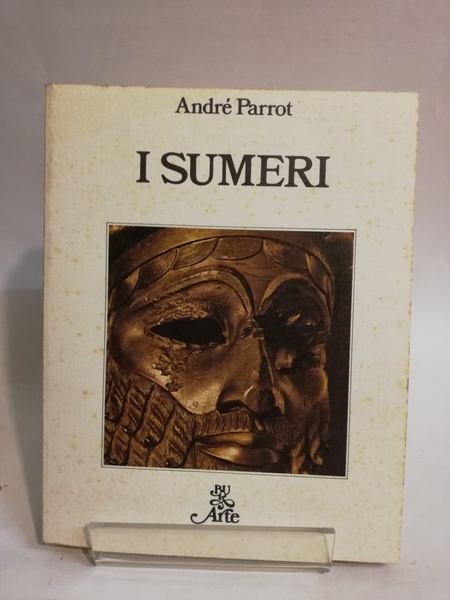 André Parrot
I SUMERI
BUR
Arte